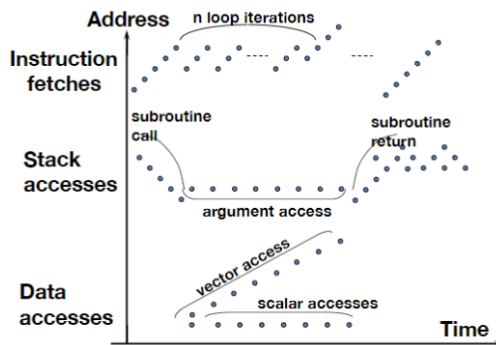 Address
n loop iterations
Instruction
fetches
subroutine
call
subroutine
return
Stack
accesses
argument access
vector access
scalar accesses
Data
accesses
Time